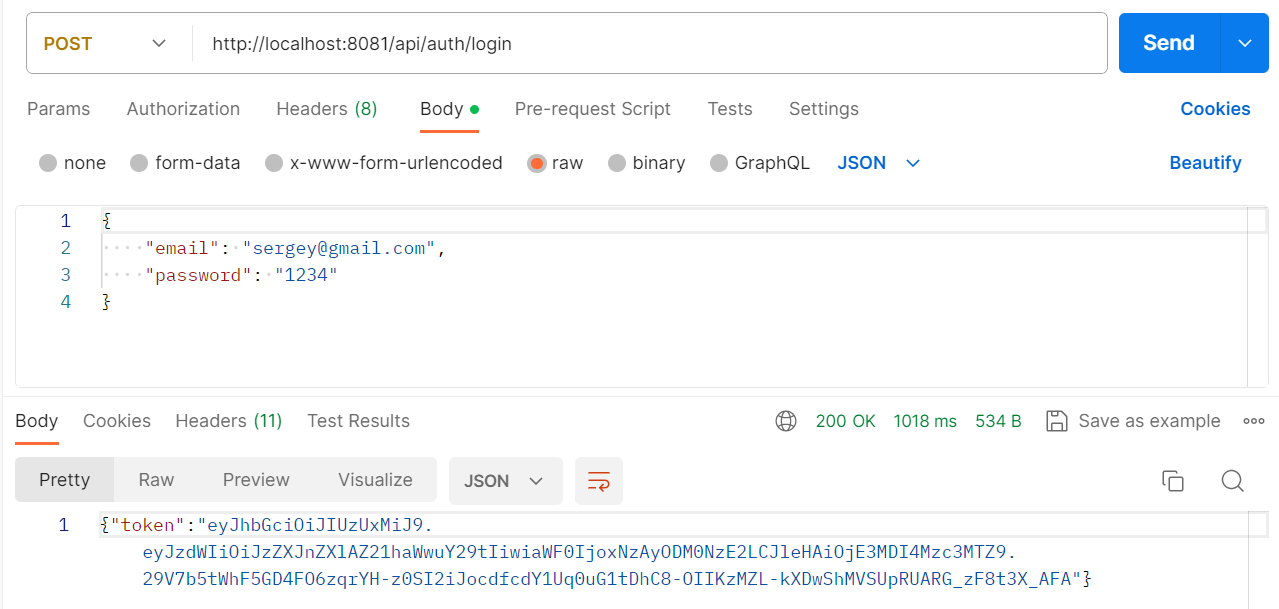 POST http://localhost:8081/api/auth/login Send
Params Authorization Headers (8) Body Pre-request Script Tests Settings Cookies
none form-data x-www-form-urlencoded raw binary GraphQL JSON Beautify
1 {
2 "email": "sergey@gmail.com",
3 "password": "1234"
4 }
Body Cookies Headers (11) Test Results 200 OK 1018 ms 534 B Save as example
Pretty Raw Preview Visualize JSON
1 {"token":"eyJhbGciOiJIUzUxMiJ9.
eyJzdWIiOiJzZXJnZXlAZ21haWwuY29tIiwiaWF0IjoxNzAyODM0NzE2LCJleHAiOjE3MDI4Mzc3MTZ9.
29V7b5tWhF5GD4FO6zqrYH-z0SI2iJocdfcdY1Uq0uG1tDhC8-OIIKzMZL-kXDwShMVSUpRUARG_zF8t3X_AFA"}